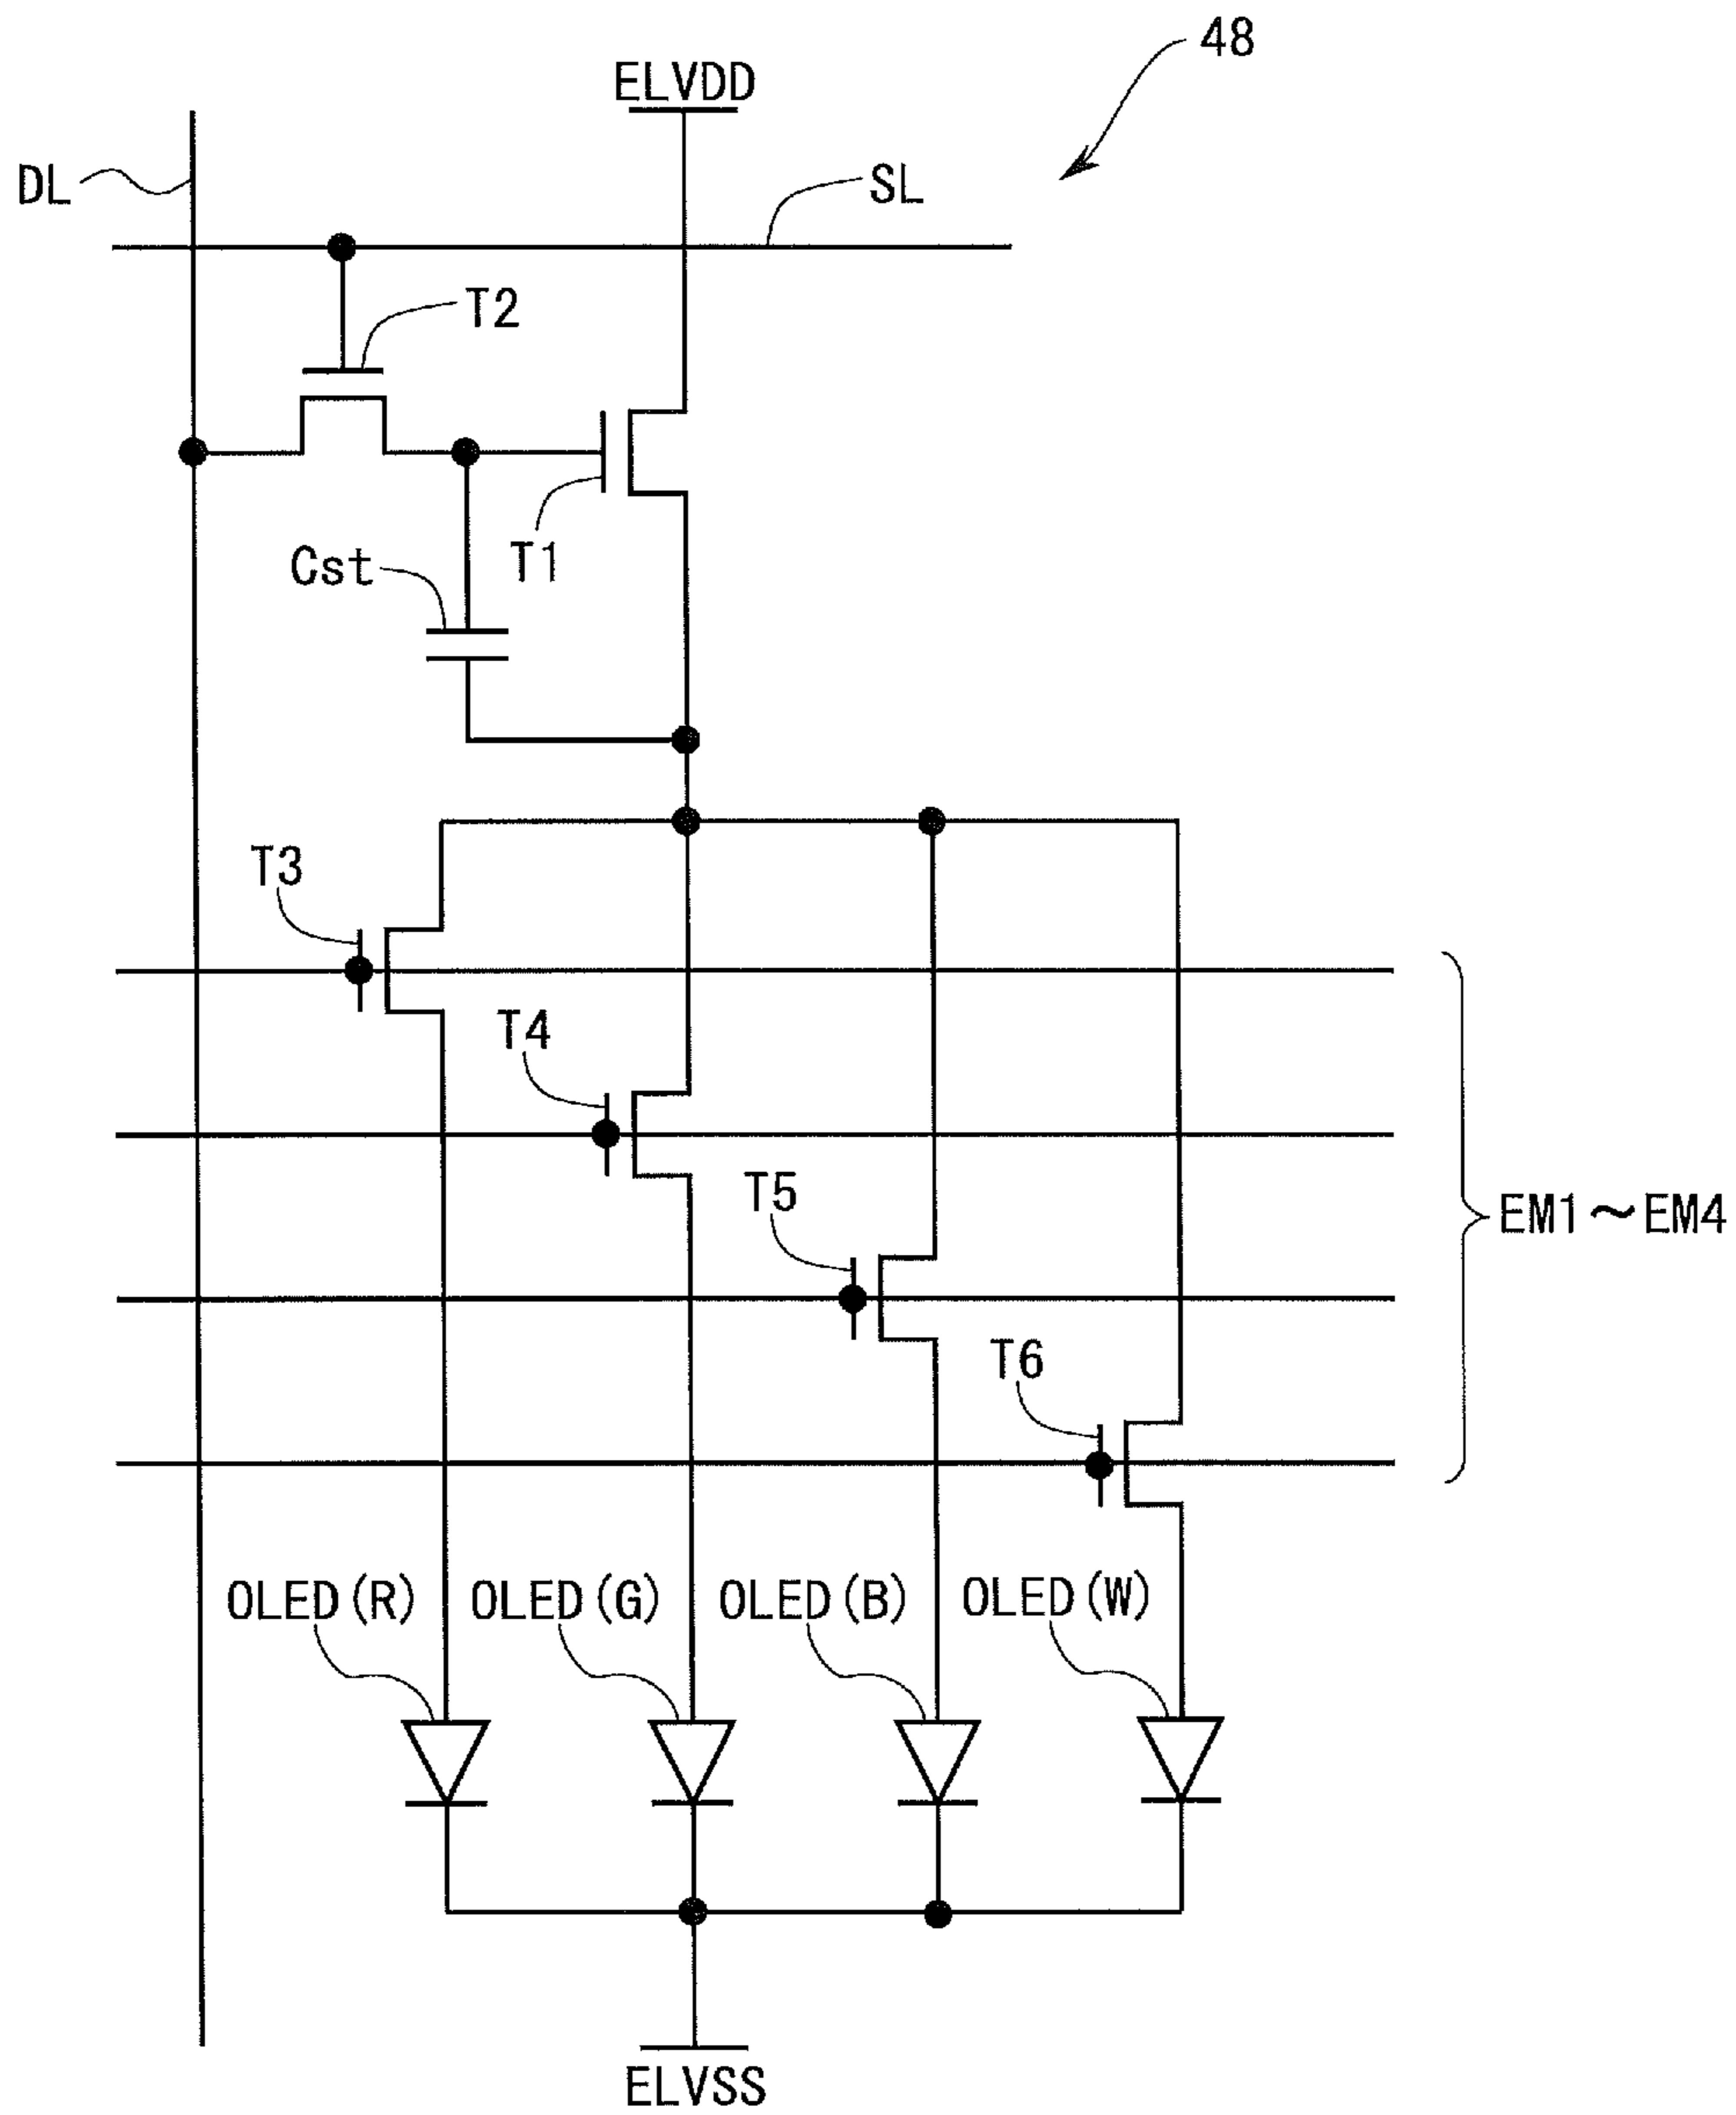 48
ELVDD
DL
SL
T2
Cst
T1
T3
T4
T5
EM1～EM4
T6
OLED(R)
OLED(G)
OLED(B)
OLED(W)
ELVSS